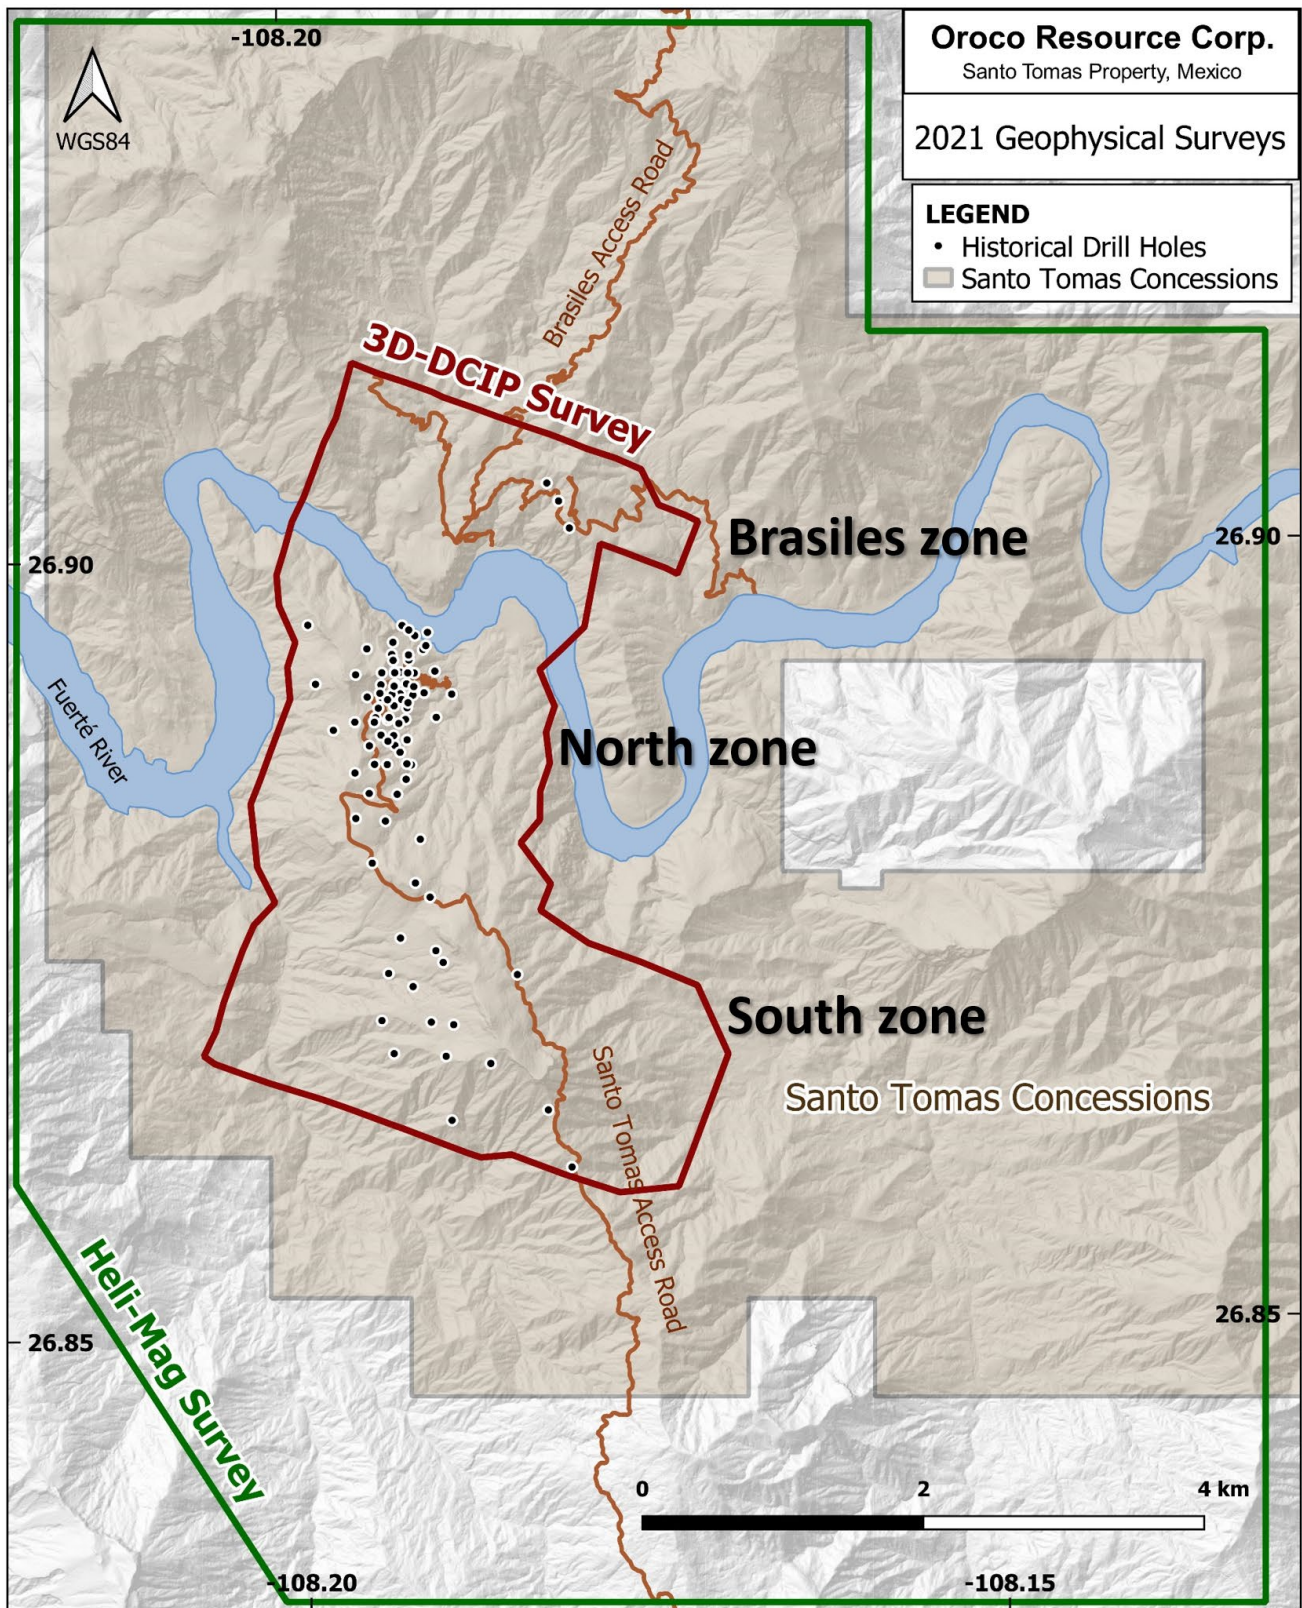 -108.20
WGS84
Oroco Resource Corp.
Santo Tomas Property, Mexico
2021 Geophysical Surveys
LEGEND
Historical Drill Holes
Santo Tomas Concessions
Brasiles Access Road
3D-DCIP Survey
Brasiles zone
26.90
26.90
Fuerté River
North zone
South zone
Santo Tomas Concessions
Santo Tomas Access Road
Heli-Mag Survey
26.85
26.85
0 2 4 km
-108.20
-108.15